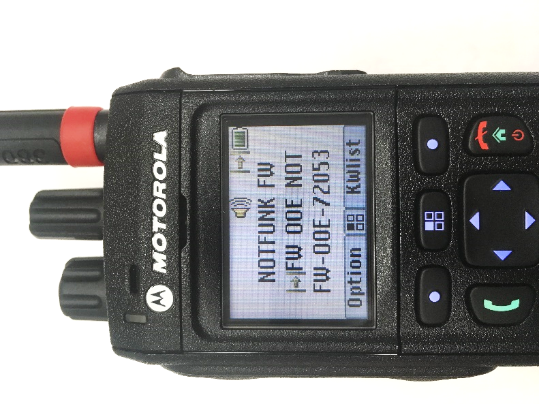 MOTOROLA
NOTFUNK FW
FW OOE NOT
FW-OOE-72053
Option KWlist